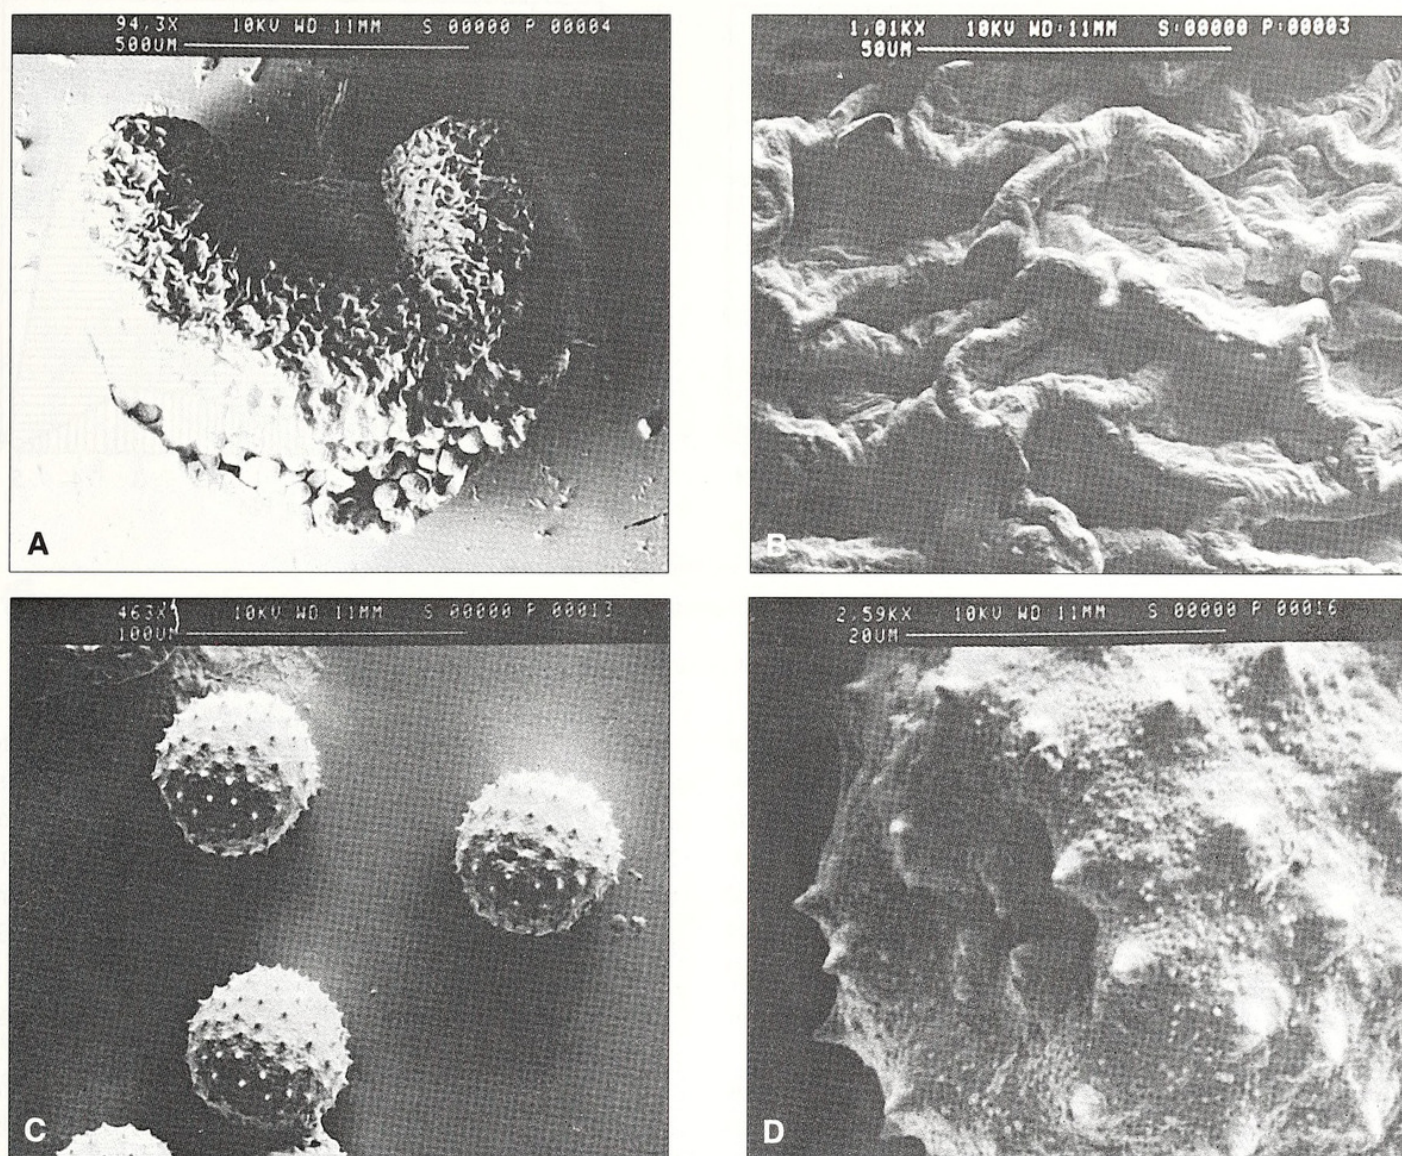 94.3X 10KV WD 11MM S 00000 P 00004
500UM
A
1.01KX 10KV WD:11MM S:00000 P:00003
50UM
B
463X 10KV WD 11MM S 00000 P 00013
100UM
C
2.59KX 10KV WD 11MM S 00000 P 00016
20UM
D